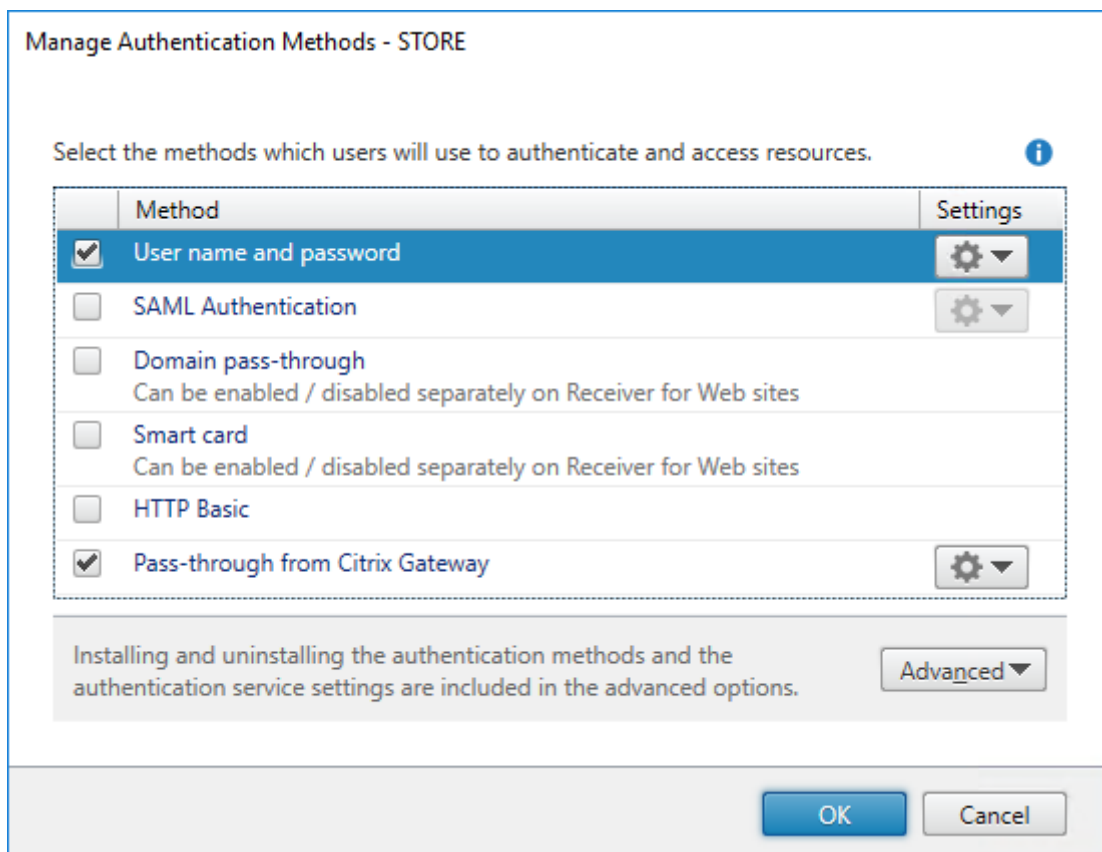 Manage Authentication Methods - STORE
Select the methods which users will use to authenticate and access resources.
Method Settings
User name and password
SAML Authentication
Domain pass-through
Can be enabled / disabled separately on Receiver for Web sites
Smart card
Can be enabled / disabled separately on Receiver for Web sites
HTTP Basic
Pass-through from Citrix Gateway
Installing and uninstalling the authentication methods and the
authentication service settings are included in the advanced options.
Advanced
OK Cancel